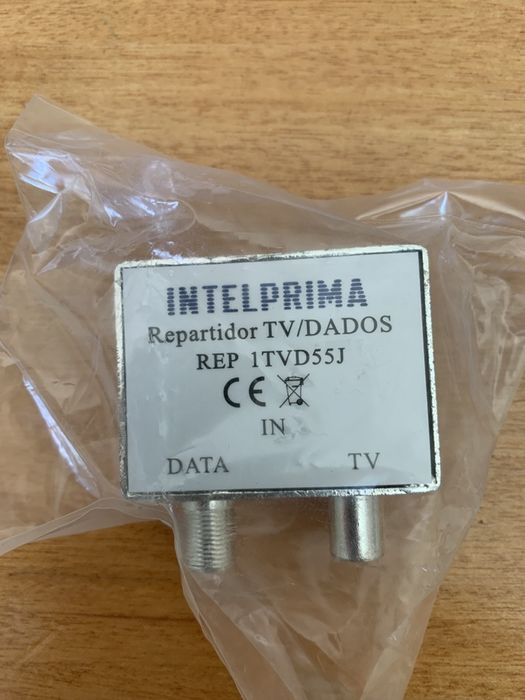 INTELPRIMA
Repartidor TV/DADOS
REP 1TVD55J
CE
IN
DATA TV